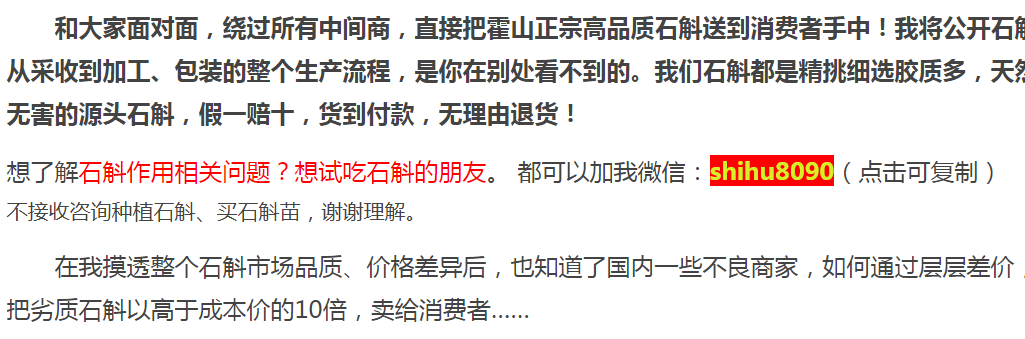 和大家面对面，绕过所有中间商，直接把霍山正宗高品质石斛送到消费者手中！我将公开石斛
从采收到加工、包装的整个生产流程，是你在别处看不到的。我们石斛都是精挑细选胶质多，天然
无害的源头石斛，假一赔十，货到付款，无理由退货！
想了解石斛作用相关问题？想试吃石斛的朋友。 都可以加我微信：shihu8090（点击可复制）
不接收咨询种植石斛、买石斛苗，谢谢理解。
在我摸透整个石斛市场品质、价格差异后，也知道了国内一些不良商家，如何通过层层差价，
把劣质石斛以高于成本价的10倍，卖给消费者......